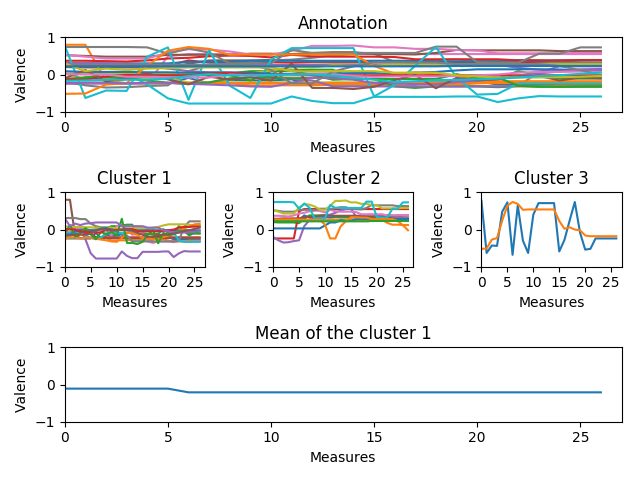 Annotation
1
0
−1
Valence
0 5 10 15 20 25
Measures
Cluster 1 Cluster 2 Cluster 3
1 1 1
0 0 0
−1 −1 −1
Valence Valence Valence
0 5 10 15 20 25 0 5 10 15 20 25 0 5 10 15 20 25
Measures Measures Measures
Mean of the cluster 1
1
0
−1
Valence
0 5 10 15 20 25
Measures